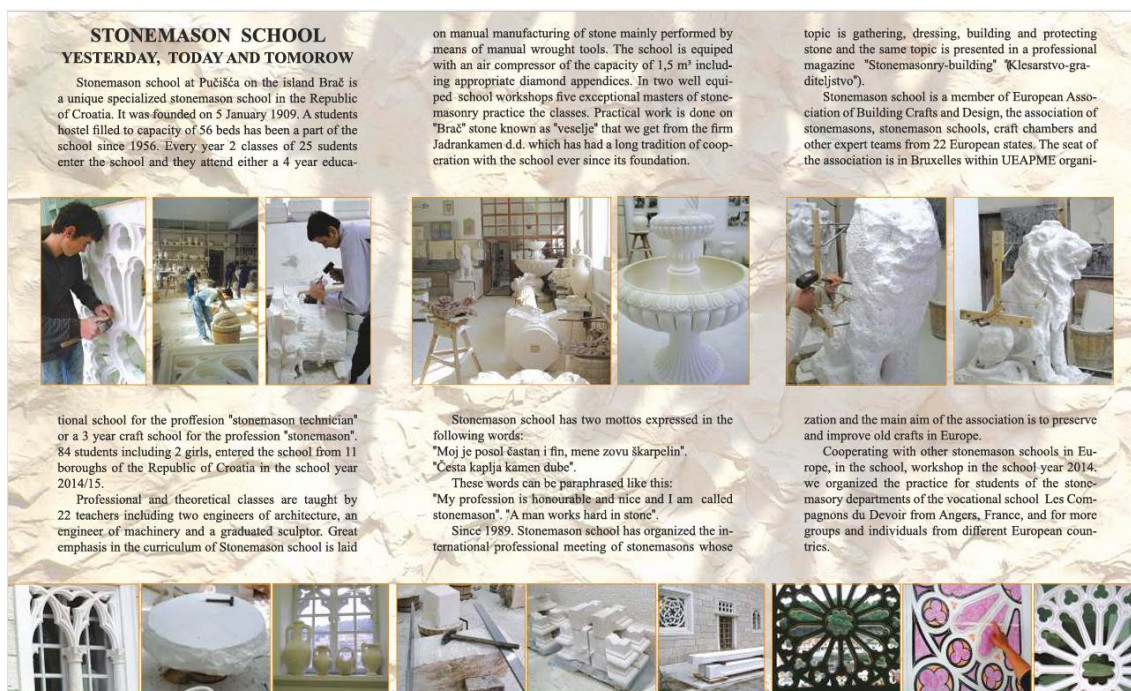 STONEMASON SCHOOL
YESTERDAY, TODAY AND TOMOROW
Stonemason school at Pučišća on the island Brač is
a unique specialized stonemason school in the Republic
of Croatia. It was founded on 5 January 1909. A students
hostel filled to capacity of 56 beds has been a part of the
school since 1956. Every year 2 classes of 25 sudents
enter the school and they attend either a 4 year educa-
tional school for the proffesion "stonemason technician"
or a 3 year craft school for the profession "stonemason".
84 students including 2 girls, entered the school from 11
boroughs of the Republic of Croatia in the school year
2014/15.
Professional and theoretical classes are taught by
22 teachers including two engineers of architecture, an
engineer of machinery and a graduated sculptor. Great
emphasis in the curriculum of Stonemason school is laid
on manual manufacturing of stone mainly performed by
means of manual wrought tools. The school is equiped
with an air compressor of the capacity of 1,5 m³ includ-
ing appropriate diamond appendices. In two well equi-
ped school workshops five exceptional masters of stone-
masonry practice the classes. Practical work is done on
"Brač" stone known as "veselje" that we get from the firm
Jadrankamen d.d. which has had a long tradition of coop-
eration with the school ever since its foundation.
Stonemason school has two mottos expressed in the
following words:
"Moj je posol častan i fin, mene zovu škarpelin".
"Česta kaplja kamen dube".
These words can be paraphrased like this:
"My profession is honourable and nice and I am called
stonemason". "A man works hard in stone".
Since 1989. Stonemason school has organized the in-
ternational professional meeting of stonemasons whose
topic is gathering, dressing, building and protecting
stone and the same topic is presented in a professional
magazine "Stonemasonry-building" "(Klesarstvo-gra-
diteljstvo").
Stonemason school is a member of European Asso-
ciation of Building Crafts and Design, the association of
stonemasons, stonemason schools, craft chambers and
other expert teams from 22 European states. The seat of
the association is in Bruxelles within UEAPME organi-
zation and the main aim of the association is to preserve
and improve old crafts in Europe.
Cooperating with other stonemason schools in Eu-
rope, in the school, workshop in the school year 2014.
we organized the practice for students of the stone-
masory departments of the vocational school Les Com-
pagnons du Devoir from Angers, France, and for more
groups and individuals from different European coun-
tries.